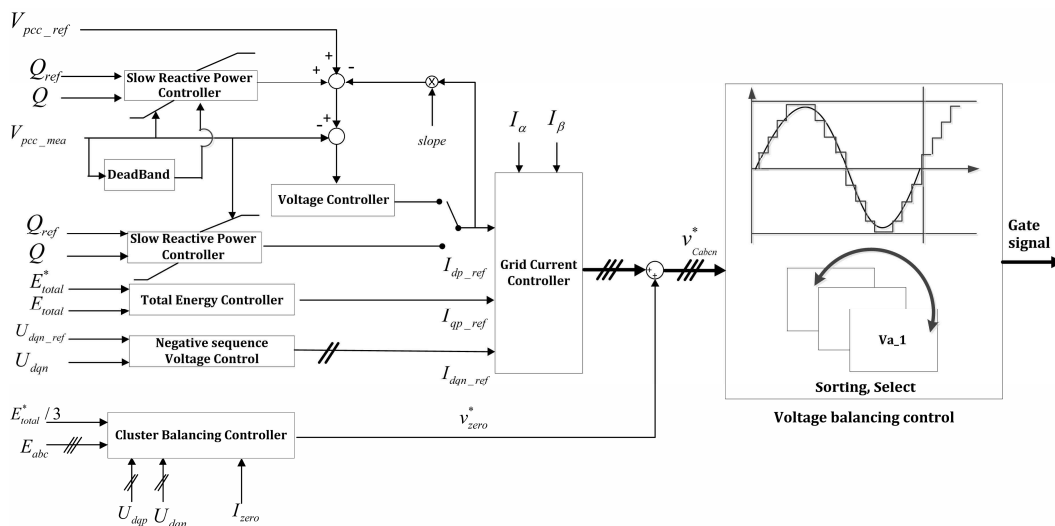 V_pcc_ref
Q_ref
Q
Slow Reactive Power
Controller
+
+
-
+
-
X
slope
V_pcc_mea
DeadBand
Voltage Controller
I_α
I_β
Q_ref
Q
Slow Reactive Power
Controller
I_dp_ref
Grid Current
Controller
E*_total
E_total
Total Energy Controller
I_qp_ref
U_dqn_ref
U_dqn
Negative sequence
Voltage Control
I_dqn_ref
+
+
v*_Cabcn
E*_total / 3
E_abc
Cluster Balancing Controller
v*_zero
U_dqp
U_dqn
I_zero
Va_1
Sorting, Select
Voltage balancing control
Gate
signal